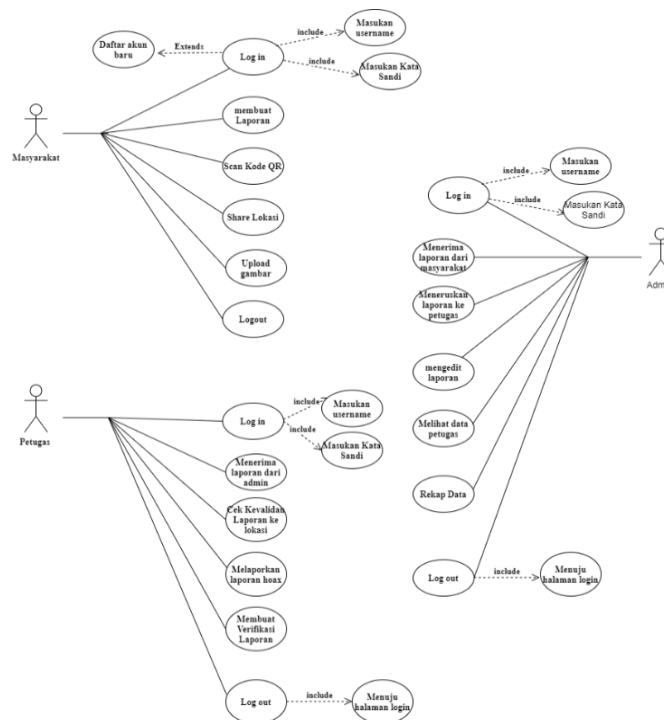 Masukan
username
include
Daftar akun
baru
Extends
Log in
include
Masukan Kata
Sandi
Masyarakat
membuat
Laporan
Scan Kode QR
Share Lokasi
Upload
gambar
Logout
Masukan
username
include
Log in
include
Masukan Kata
Sandi
Menerima
laporan dari
masyarakat
Adm
Meneruskan
laporan ke
petugas
mengedit
laporan
Melihat data
petugas
Rekap Data
Log out
include
Menuju
halaman login
Petugas
Log in
include
Masukan
username
include
Masukan Kata
Sandi
Menerima
laporan dari
admin
Cek Kevalidan
Laporan ke
lokasi
Melaporkan
laporan hoax
Membuat
Verifikasi
Laporan
Log out
include
Menuju
halaman login